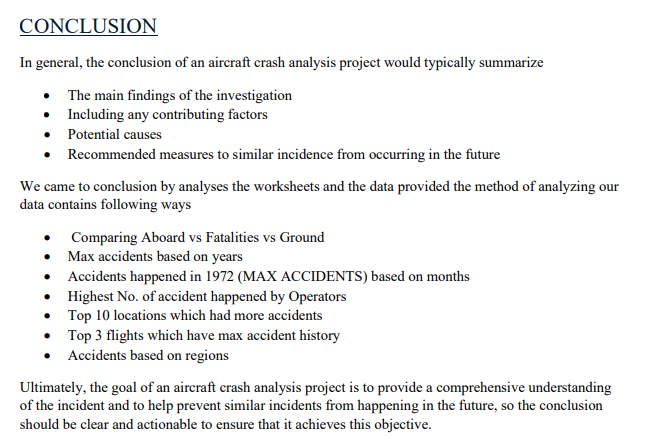 CONCLUSION
In general, the conclusion of an aircraft crash analysis project would typically summarize
• The main findings of the investigation
• Including any contributing factors
• Potential causes
• Recommended measures to similar incidence from occurring in the future
We came to conclusion by analyses the worksheets and the data provided the method of analyzing our
data contains following ways
• Comparing Aboard vs Fatalities vs Ground
• Max accidents based on years
• Accidents happened in 1972 (MAX ACCIDENTS) based on months
• Highest No. of accident happened by Operators
• Top 10 locations which had more accidents
• Top 3 flights which have max accident history
• Accidents based on regions
Ultimately, the goal of an aircraft crash analysis project is to provide a comprehensive understanding
of the incident and to help prevent similar incidents from happening in the future, so the conclusion
should be clear and actionable to ensure that it achieves this objective.